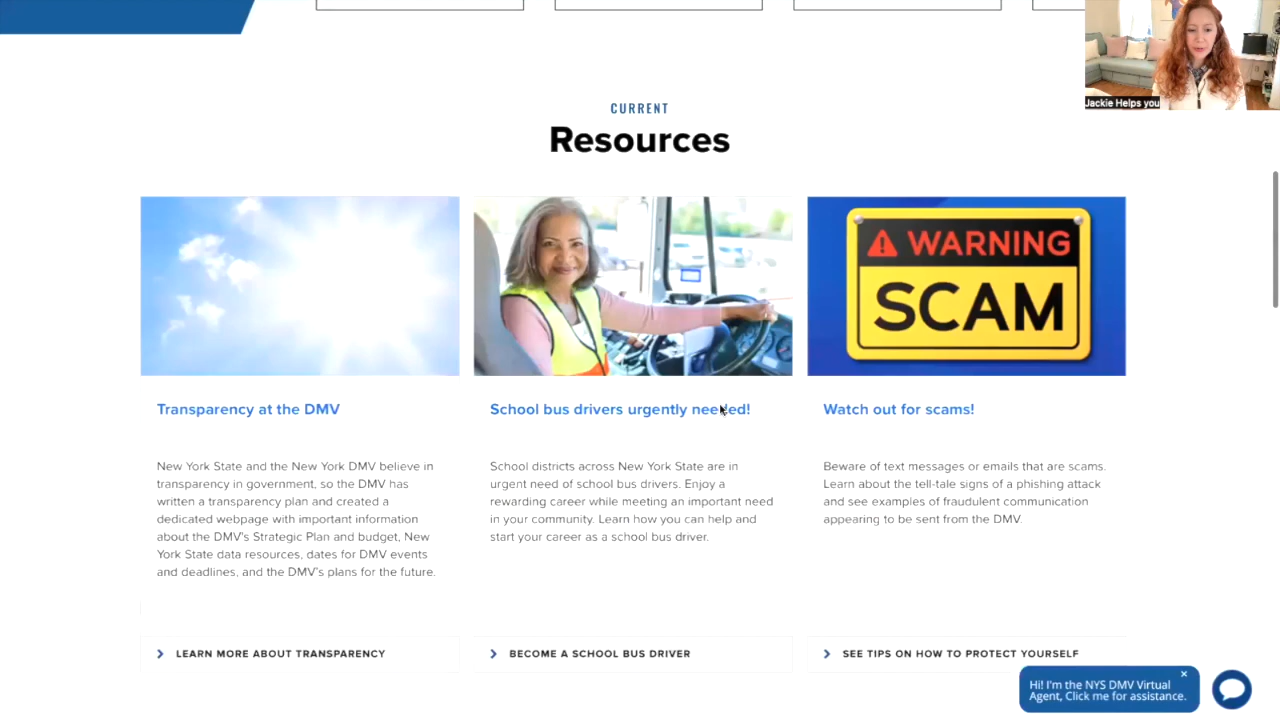 Jackie Helps you
CURRENT
Resources
WARNING
SCAM
Transparency at the DMV
School bus drivers urgently needed!
Watch out for scams!
New York State and the New York DMV believe in
transparency in government, so the DMV has
written a transparency plan and created a
dedicated webpage with important information
about the DMV's Strategic Plan and budget, New
York State data resources, dates for DMV events
and deadlines, and the DMV's plans for the future.
School districts across New York State are in
urgent need of school bus drivers. Enjoy a
rewarding career while meeting an important need
in your community. Learn how you can help and
start your career as a school bus driver.
Beware of text messages or emails that are scams.
Learn about the tell-tale signs of a phishing attack
and see examples of fraudulent communication
appearing to be sent from the DMV.
LEARN MORE ABOUT TRANSPARENCY
BECOME A SCHOOL BUS DRIVER
SEE TIPS ON HOW TO PROTECT YOURSELF
Hi! I'm the NYS DMV Virtual
Agent, Click me for assistance.